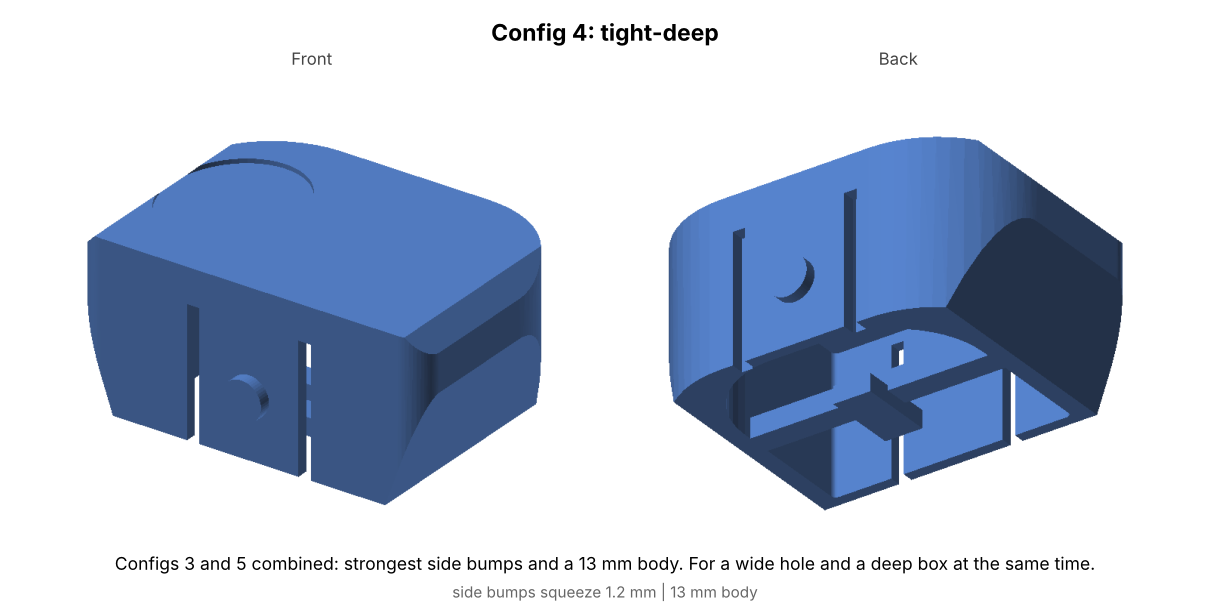 Config 4: tight-deep
Front
Back
Configs 3 and 5 combined: strongest side bumps and a 13 mm body. For a wide hole and a deep box at the same time.
side bumps squeeze 1.2 mm | 13 mm body